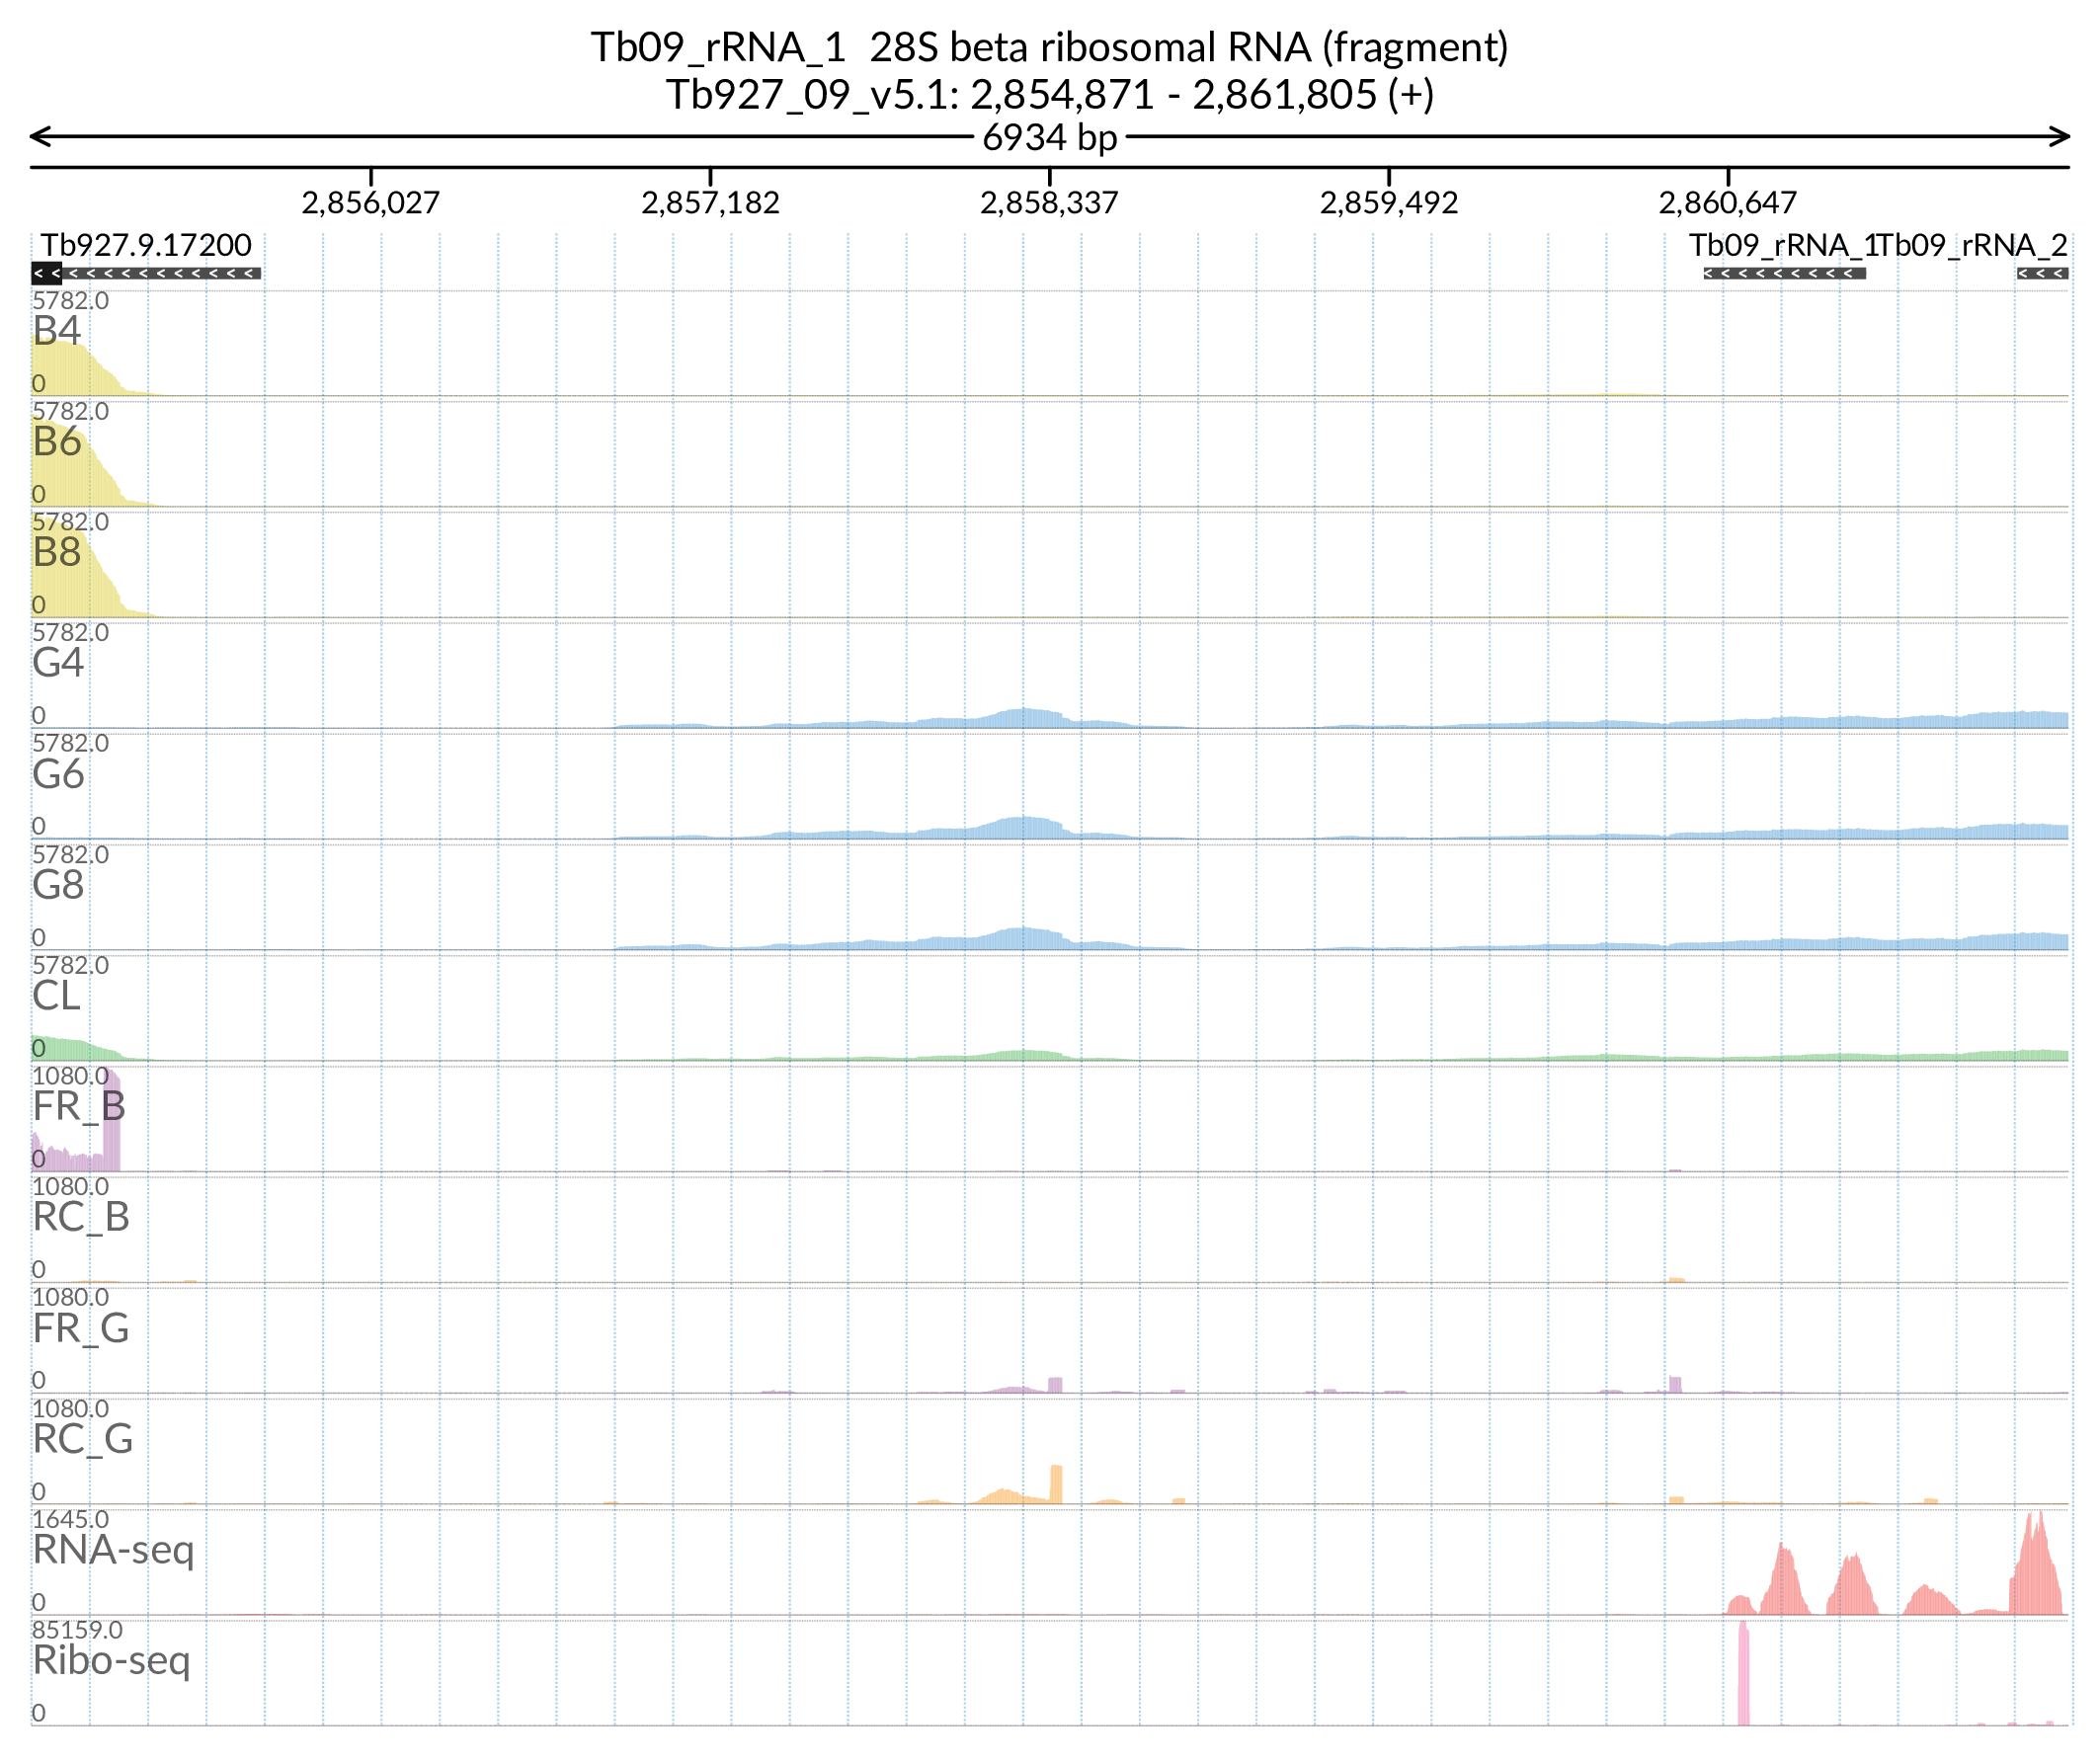 Tb09_rRNA_1  28S beta ribosomal RNA (fragment)
Tb927_09_v5.1: 2,854,871 - 2,861,805 (+)
6934 bp
2,856,027 2,857,182 2,858,337 2,859,492 2,860,647
Tb927.9.17200 Tb09_rRNA_1 Tb09_rRNA_2
5782.0
B4
0
5782.0
B6
0
5782.0
B8
0
5782.0
G4
0
5782.0
G6
0
5782.0
G8
0
5782.0
CL
0
1080.0
FR_B
0
1080.0
RC_B
0
1080.0
FR_G
0
1080.0
RC_G
0
1645.0
RNA-seq
0
85159.0
Ribo-seq
0